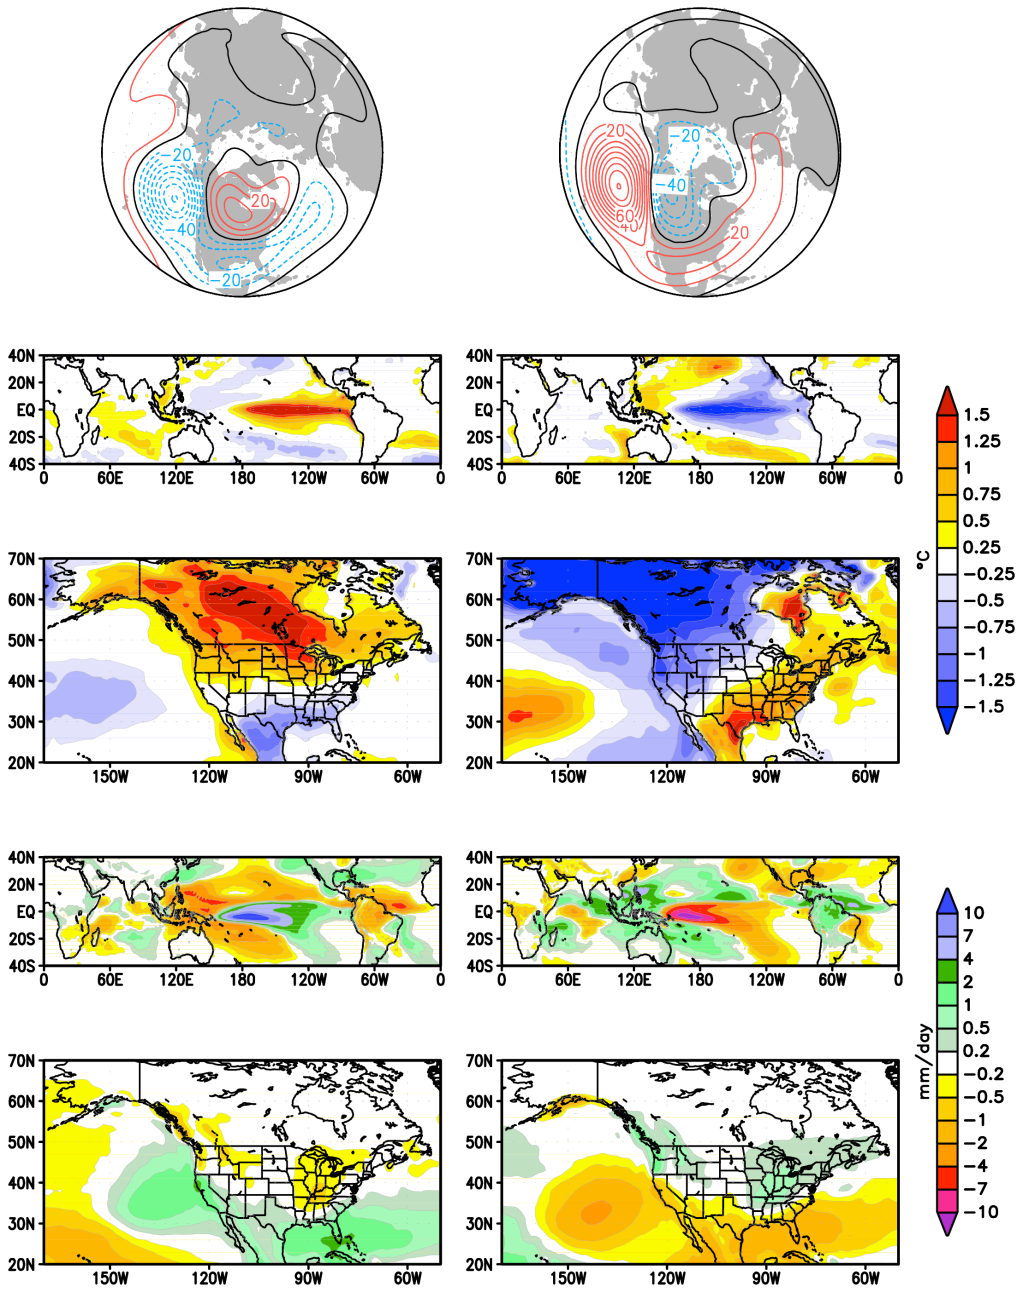 -20
20
-40
-20
20
-20
-40
60
40
20
40N
20N
EQ
20S
40S
0 60E 120E 180 120W 60W 0
40N
20N
EQ
20S
40S
0 60E 120E 180 120W 60W 0
1.5
1.25
1
0.75
0.5
0.25
-0.25
-0.5
-0.75
-1
-1.25
-1.5
°C
70N
60N
50N
40N
30N
20N
150W 120W 90W 60W
70N
60N
50N
40N
30N
20N
150W 120W 90W 60W
40N
20N
EQ
20S
40S
0 60E 120E 180 120W 60W 0
40N
20N
EQ
20S
40S
0 60E 120E 180 120W 60W 0
10
7
4
2
1
0.5
0.2
-0.2
-0.5
-1
-2
-4
-7
-10
mm/day
70N
60N
50N
40N
30N
20N
150W 120W 90W 60W
70N
60N
50N
40N
30N
20N
150W 120W 90W 60W